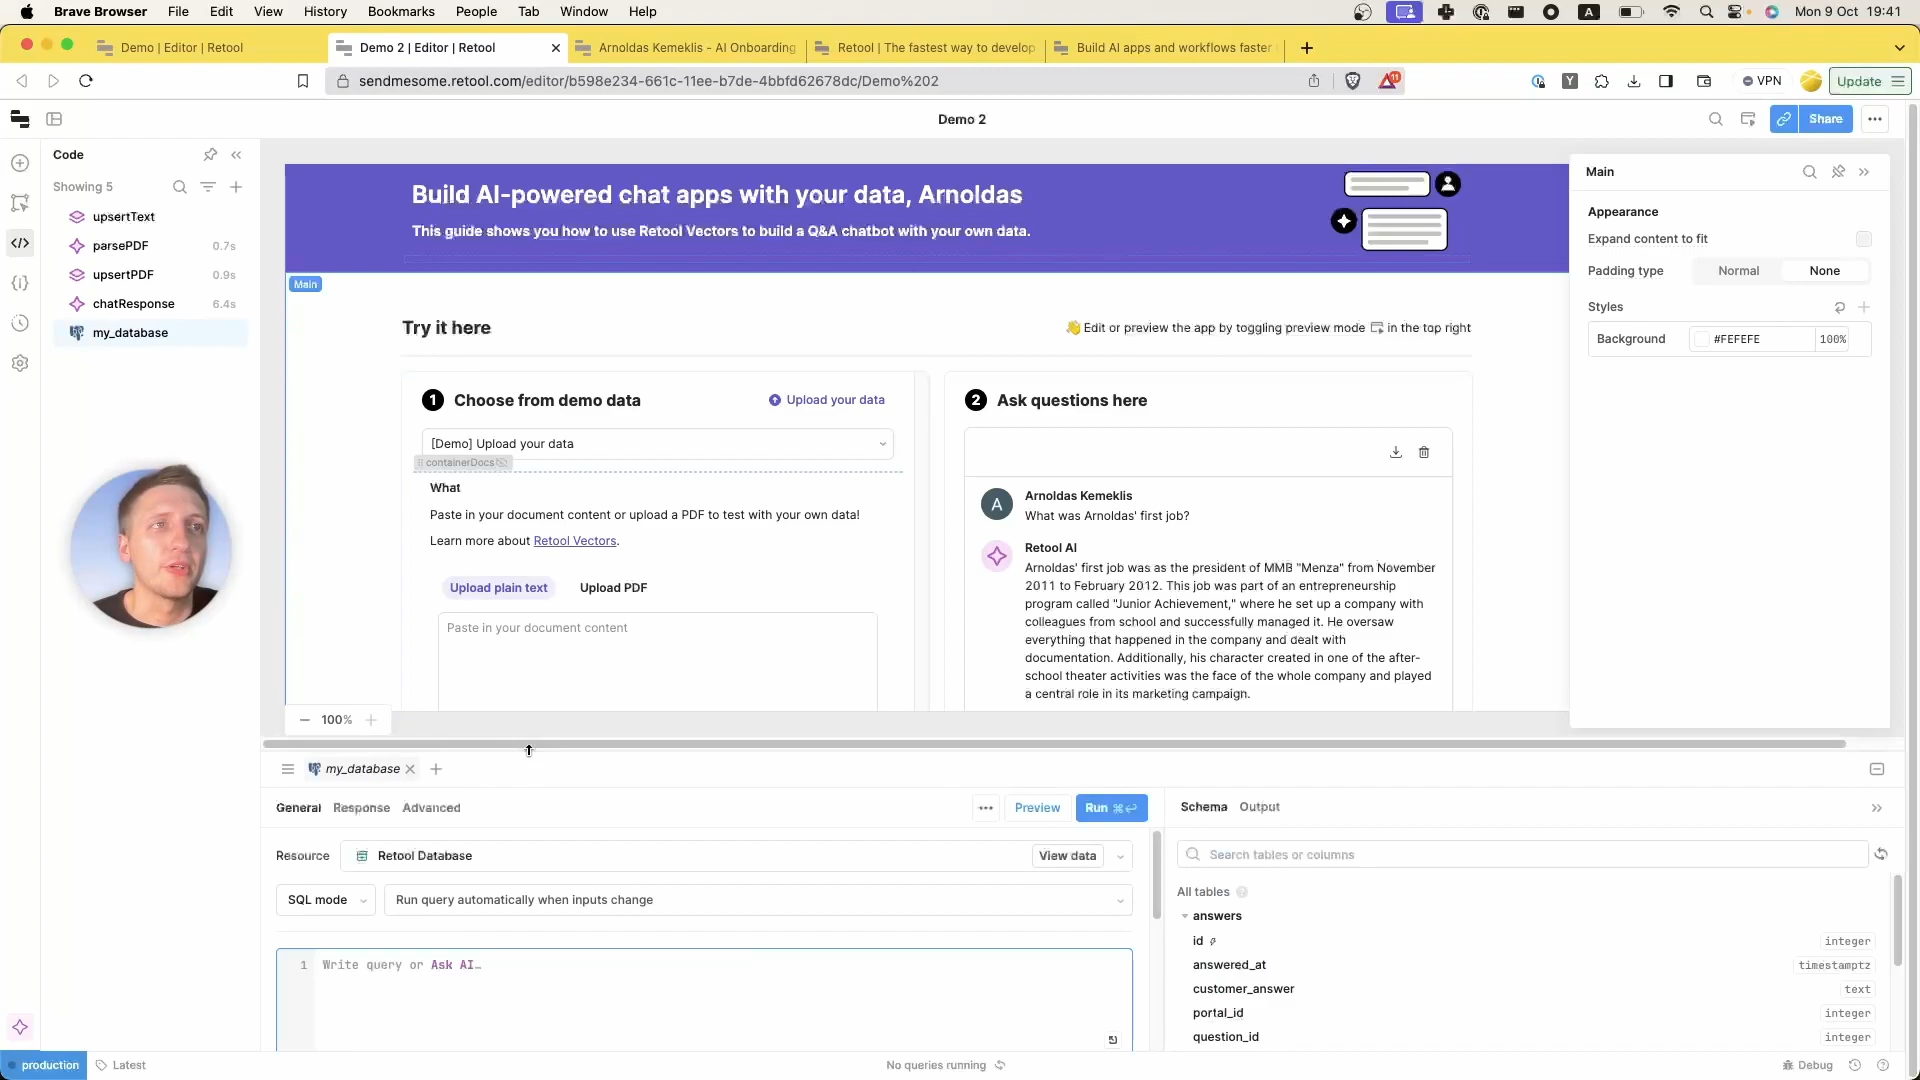 Brave Browser File Edit View History Bookmarks People Tab Window Help
A
Mon 9 Oct 19:41
Demo | Editor | Retool
Demo 2 | Editor | Retool
Arnoldas Kemeklis - AI Onboarding
Retool | The fastest way to develop
Build AI apps and workflows faster
sendmesome.retool.com/editor/b598e234-661c-11ee-b7de-4bbfd62678dc/Demo%202
11
Y
VPN
Update
Demo 2
Share
Code
Showing 5
upsertText
parsePDF 0.7s
upsertPDF 0.9s
chatResponse 6.4s
my_database
Build AI-powered chat apps with your data, Arnoldas
This guide shows you how to use Retool Vectors to build a Q&A chatbot with your own data.
Main
Try it here
👋 Edit or preview the app by toggling preview mode in the top right
1 Choose from demo data
Upload your data
[Demo] Upload your data
containerDocs
What
Paste in your document content or upload a PDF to test with your own data!
Learn more about Retool Vectors.
Upload plain text Upload PDF
Paste in your document content
2 Ask questions here
A
Arnoldas Kemeklis
What was Arnoldas' first job?
Retool AI
Arnoldas' first job was as the president of MMB "Menza" from November
2011 to February 2012. This job was part of an entrepreneurship
program called "Junior Achievement," where he set up a company with
colleagues from school and successfully managed it. He oversaw
everything that happened in the company and dealt with
documentation. Additionally, his character created in one of the after-
school theater activities was the face of the whole company and played
a central role in its marketing campaign.
Main
Appearance
Expand content to fit
Padding type Normal None
Styles
Background #FEFEFE 100%
100%
my_database
General Response Advanced
Preview
Run ⌘↵
Resource Retool Database View data
SQL mode Run query automatically when inputs change
1 Write query or Ask AI…
Schema Output
Search tables or columns
All tables
answers
id integer
answered_at timestamptz
customer_answer text
portal_id integer
question_id integer
production Latest
No queries running
Debug